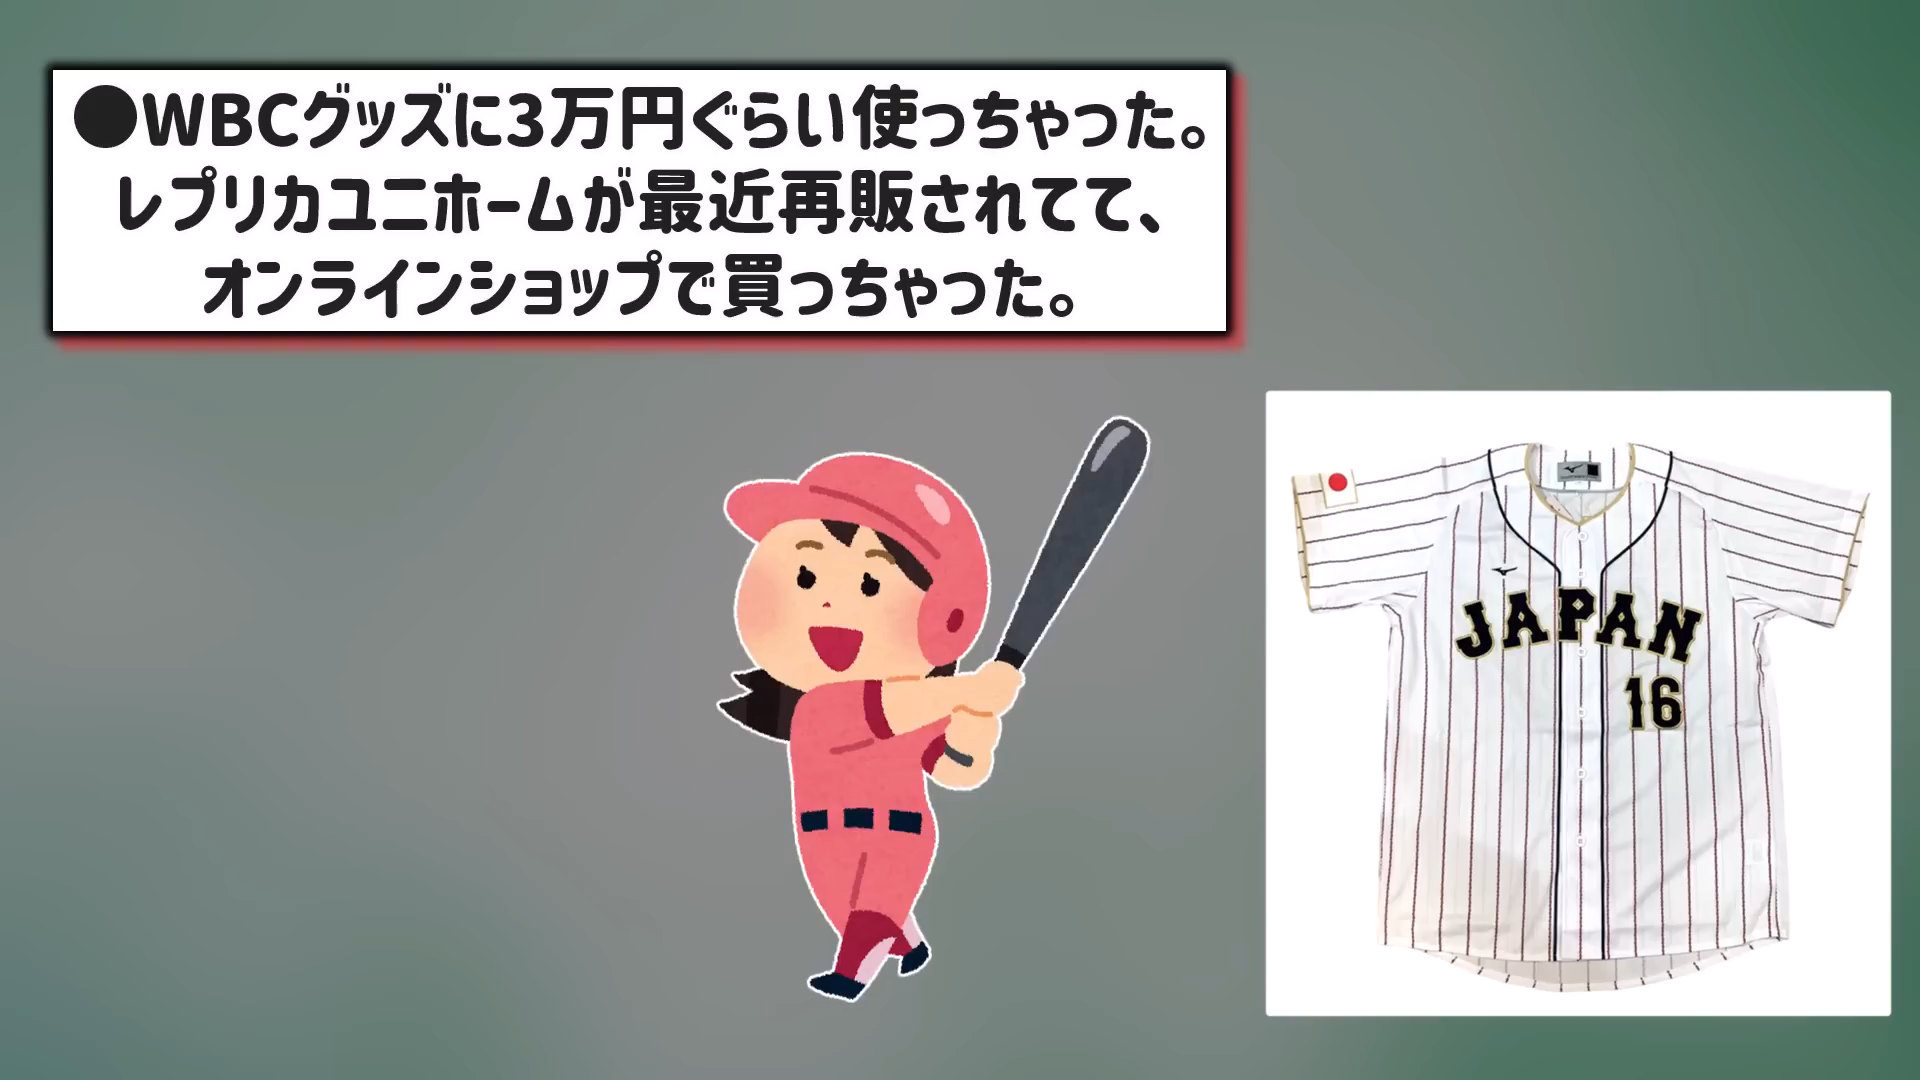 ●WBCグッズに3万円ぐらい使っちゃった。
レプリカユニホームが最近再販されてて、
オンラインショップで買っちゃった。
JAPAN
16